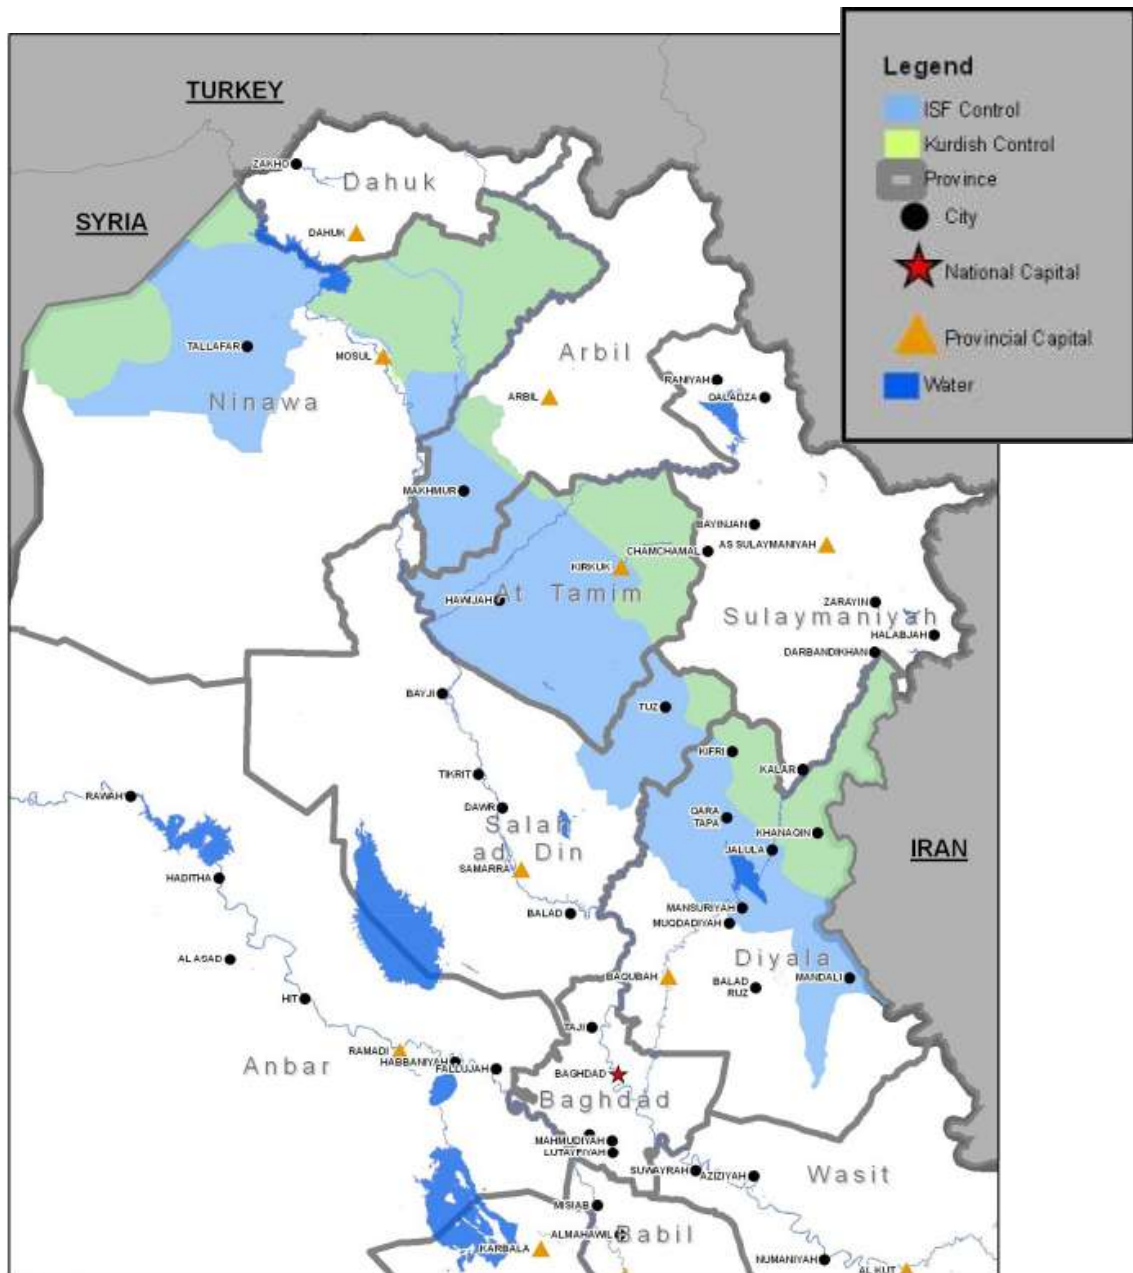 TURKEY
SYRIA
IRAN
Legend
ISF Control
Kurdish Control
Province
City
National Capital
Provincial Capital
Water
ZAKHO
Dahuk
DAHUK
TALLAFAR
MOSUL
Ninawa
Arbil
ARBIL
RANIYAH
QALADZA
MAKHMUR
BAYINJAN
AS SULAYMANIYAH
CHAMCHAMAL
KIRKUK
At Tamim
HAWIJAH
ZARAYIN
Sulaymaniyah
HALABJAH
DARBANDIKHAN
BAYJI
TUZ
KIFRI
KALAR
TIKRIT
RAWAH
DAWR
Salah
ad Din
QARA
TAPA
KHANAQIN
JALULA
SAMARRA
HADITHA
BALAD
MANSURIYAH
MUQDADIYAH
Diyala
AL ASAD
BAQUBAH
BALAD
RUZ
MANDALI
HIT
TAJI
RAMADI
HABBANIYAH
FALLUJAH
Anbar
BAGHDAD
Baghdad
MAHMUDIYAH
LUTAYFIYAH
SUWAYRAH
AZIZIYAH
Wasit
MISIAB
ALMAHAWIL
Babil
KARBALA
NUMANIYAH
AL KUT